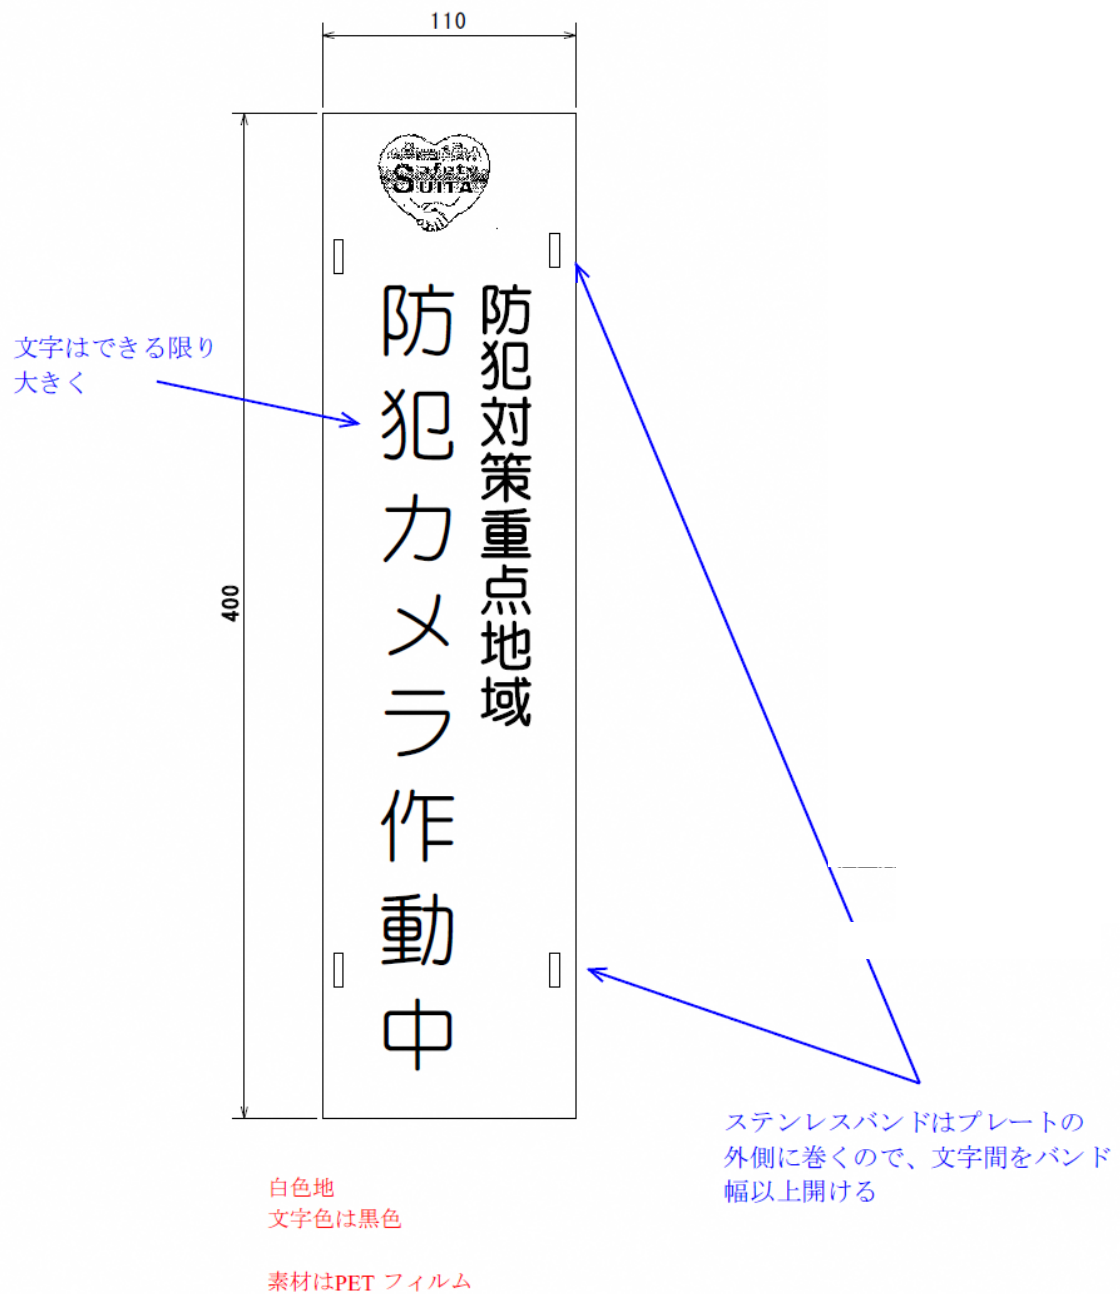 110
400
Safety
SUITA
防犯対策重点地域
防犯カメラ作動中
文字はできる限り
大きく
ステンレスバンドはプレートの
外側に巻くので、文字間をバンド
幅以上開ける
白色地
文字色は黒色
素材はPET フィルム